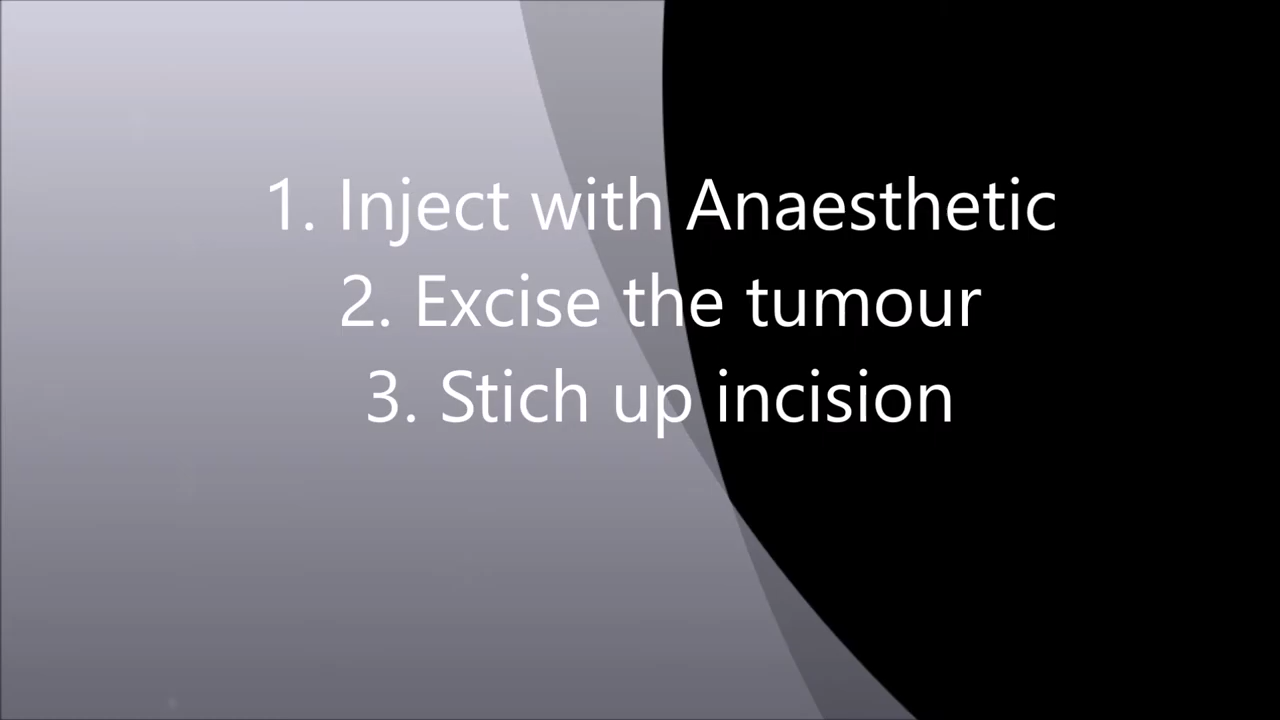 1. Inject with Anaesthetic
2. Excise the tumour
3. Stich up incision